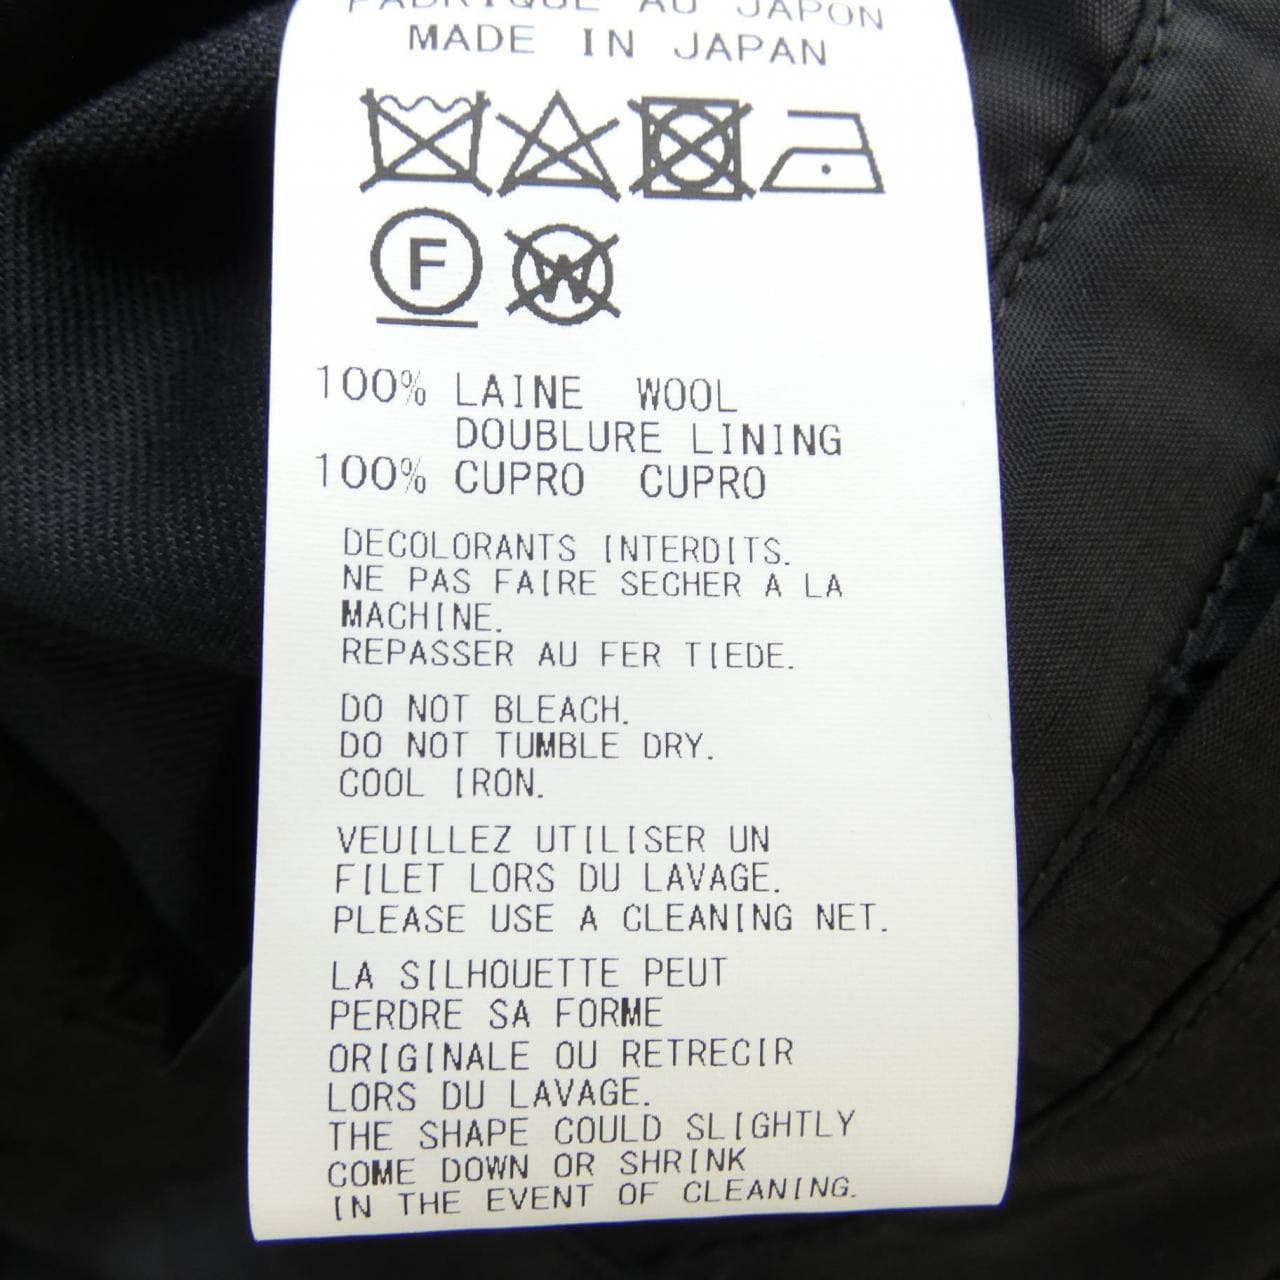 FABRIQUE AU JAPON
MADE IN JAPAN
F W
100% LAINE WOOL
DOUBLURE LINING
100% CUPRO CUPRO
DECOLORANTS INTERDITS.
NE PAS FAIRE SECHER A LA
MACHINE.
REPASSER AU FER TIEDE.
DO NOT BLEACH.
DO NOT TUMBLE DRY.
COOL IRON.
VEUILLEZ UTILISER UN
FILET LORS DU LAVAGE.
PLEASE USE A CLEANING NET.
LA SILHOUETTE PEUT
PERDRE SA FORME
ORIGINALE OU RETRECIR
LORS DU LAVAGE.
THE SHAPE COULD SLIGHTLY
COME DOWN OR SHRINK
IN THE EVENT OF CLEANING.